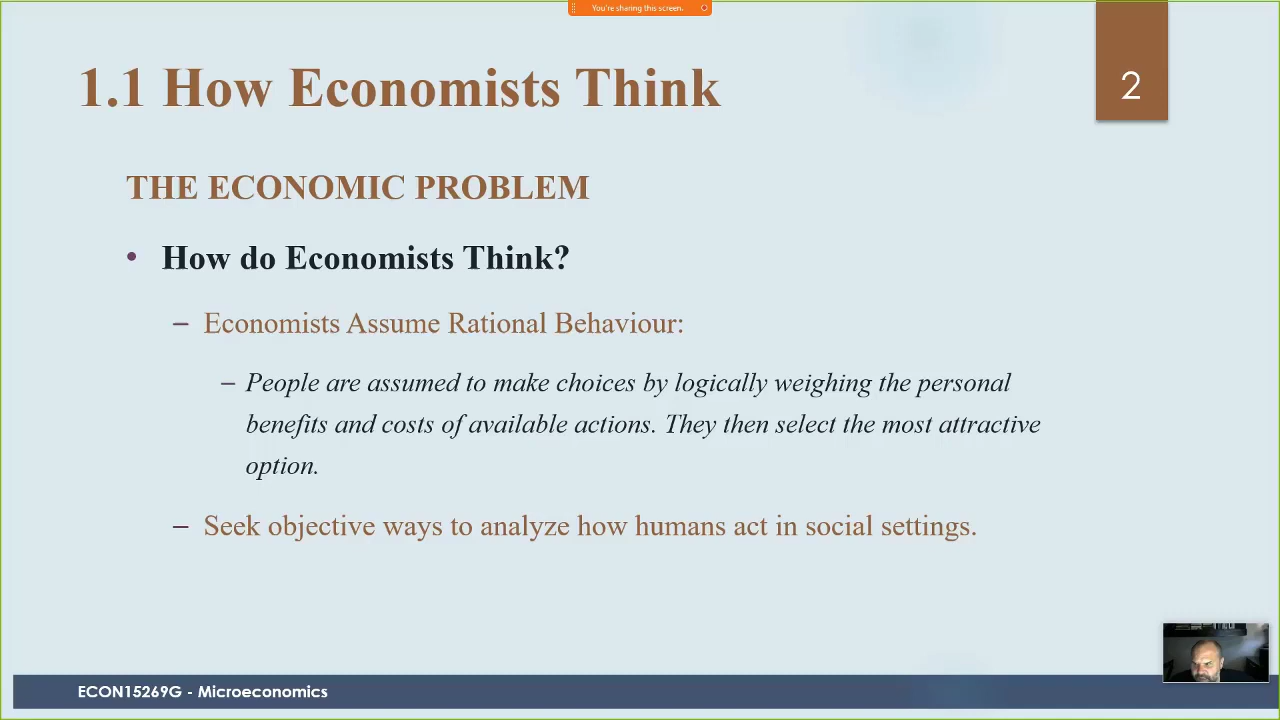 You're sharing this screen.
1.1 How Economists Think
2
THE ECONOMIC PROBLEM
• How do Economists Think?
– Economists Assume Rational Behaviour:
– People are assumed to make choices by logically weighing the personal
benefits and costs of available actions. They then select the most attractive
option.
– Seek objective ways to analyze how humans act in social settings.
ECON15269G - Microeconomics